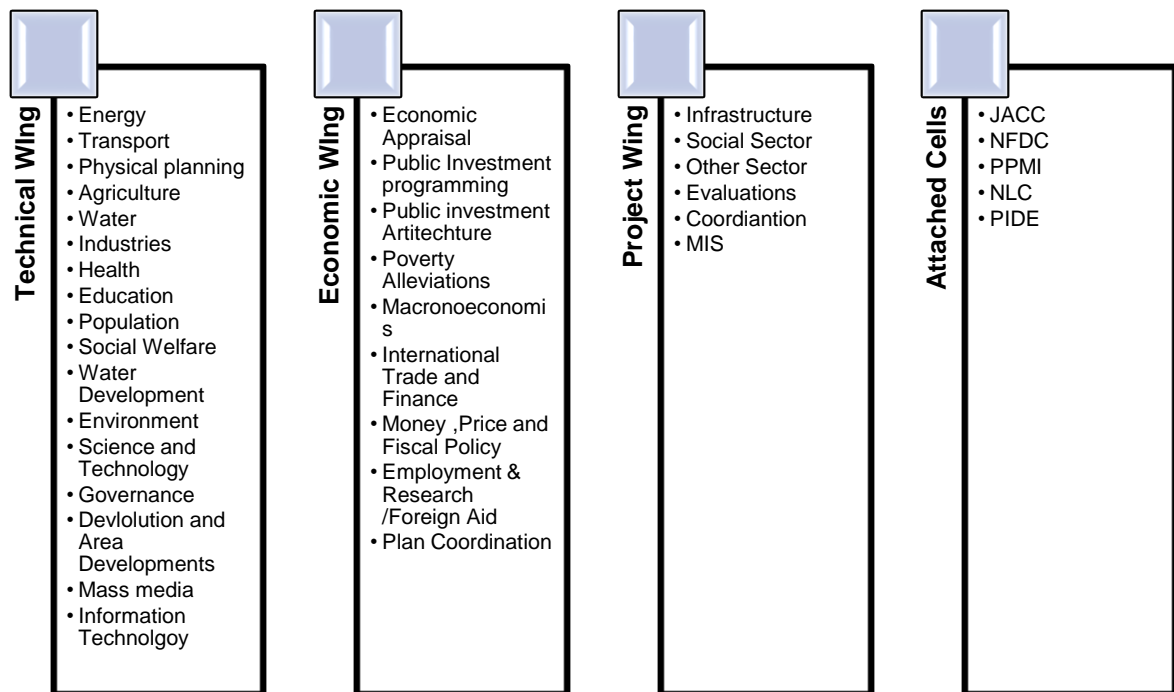 Technical WIng
• Energy
• Transport
• Physical planning
• Agriculture
• Water
• Industries
• Health
• Education
• Population
• Social Welfare
• Water
Development
• Environment
• Science and
Technology
• Governance
• Devlolution and
Area
Developments
• Mass media
• Information
Technolgoy
Economic WIng
• Economic
Appraisal
• Public Investment
programming
• Public investment
Artitechture
• Poverty
Alleviations
• Macronoeconomi
s
• International
Trade and
Finance
• Money ,Price and
Fiscal Policy
• Employment &
Research
/Foreign Aid
• Plan Coordination
Project Wing
• Infrastructure
• Social Sector
• Other Sector
• Evaluations
• Coordiantion
• MIS
Attached Cells
• JACC
• NFDC
• PPMI
• NLC
• PIDE